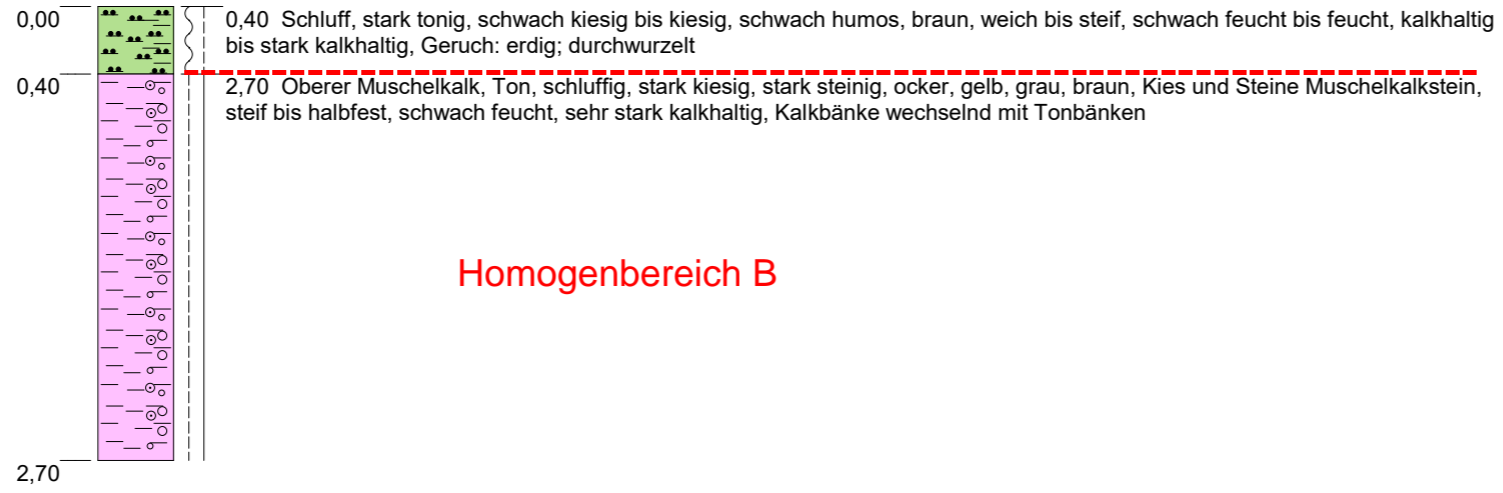 0,00
0,40 Schluff, stark tonig, schwach kiesig bis kiesig, schwach humos, braun, weich bis steif, schwach feucht bis feucht, kalkhaltig
bis stark kalkhaltig, Geruch: erdig; durchwurzelt
0,40
2,70 Oberer Muschelkalk, Ton, schluffig, stark kiesig, stark steinig, ocker, gelb, grau, braun, Kies und Steine Muschelkalkstein,
steif bis halbfest, schwach feucht, sehr stark kalkhaltig, Kalkbänke wechselnd mit Tonbänken
Homogenbereich B
2,70